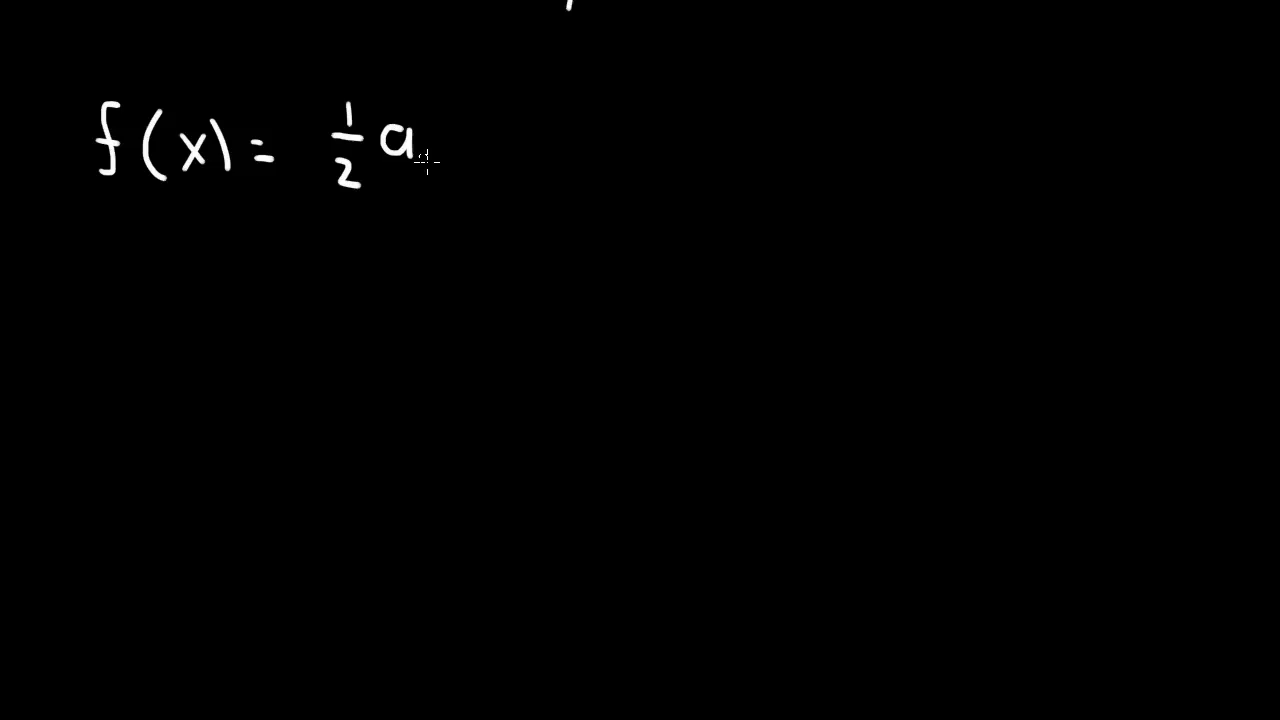 f(x) = 1/2 a